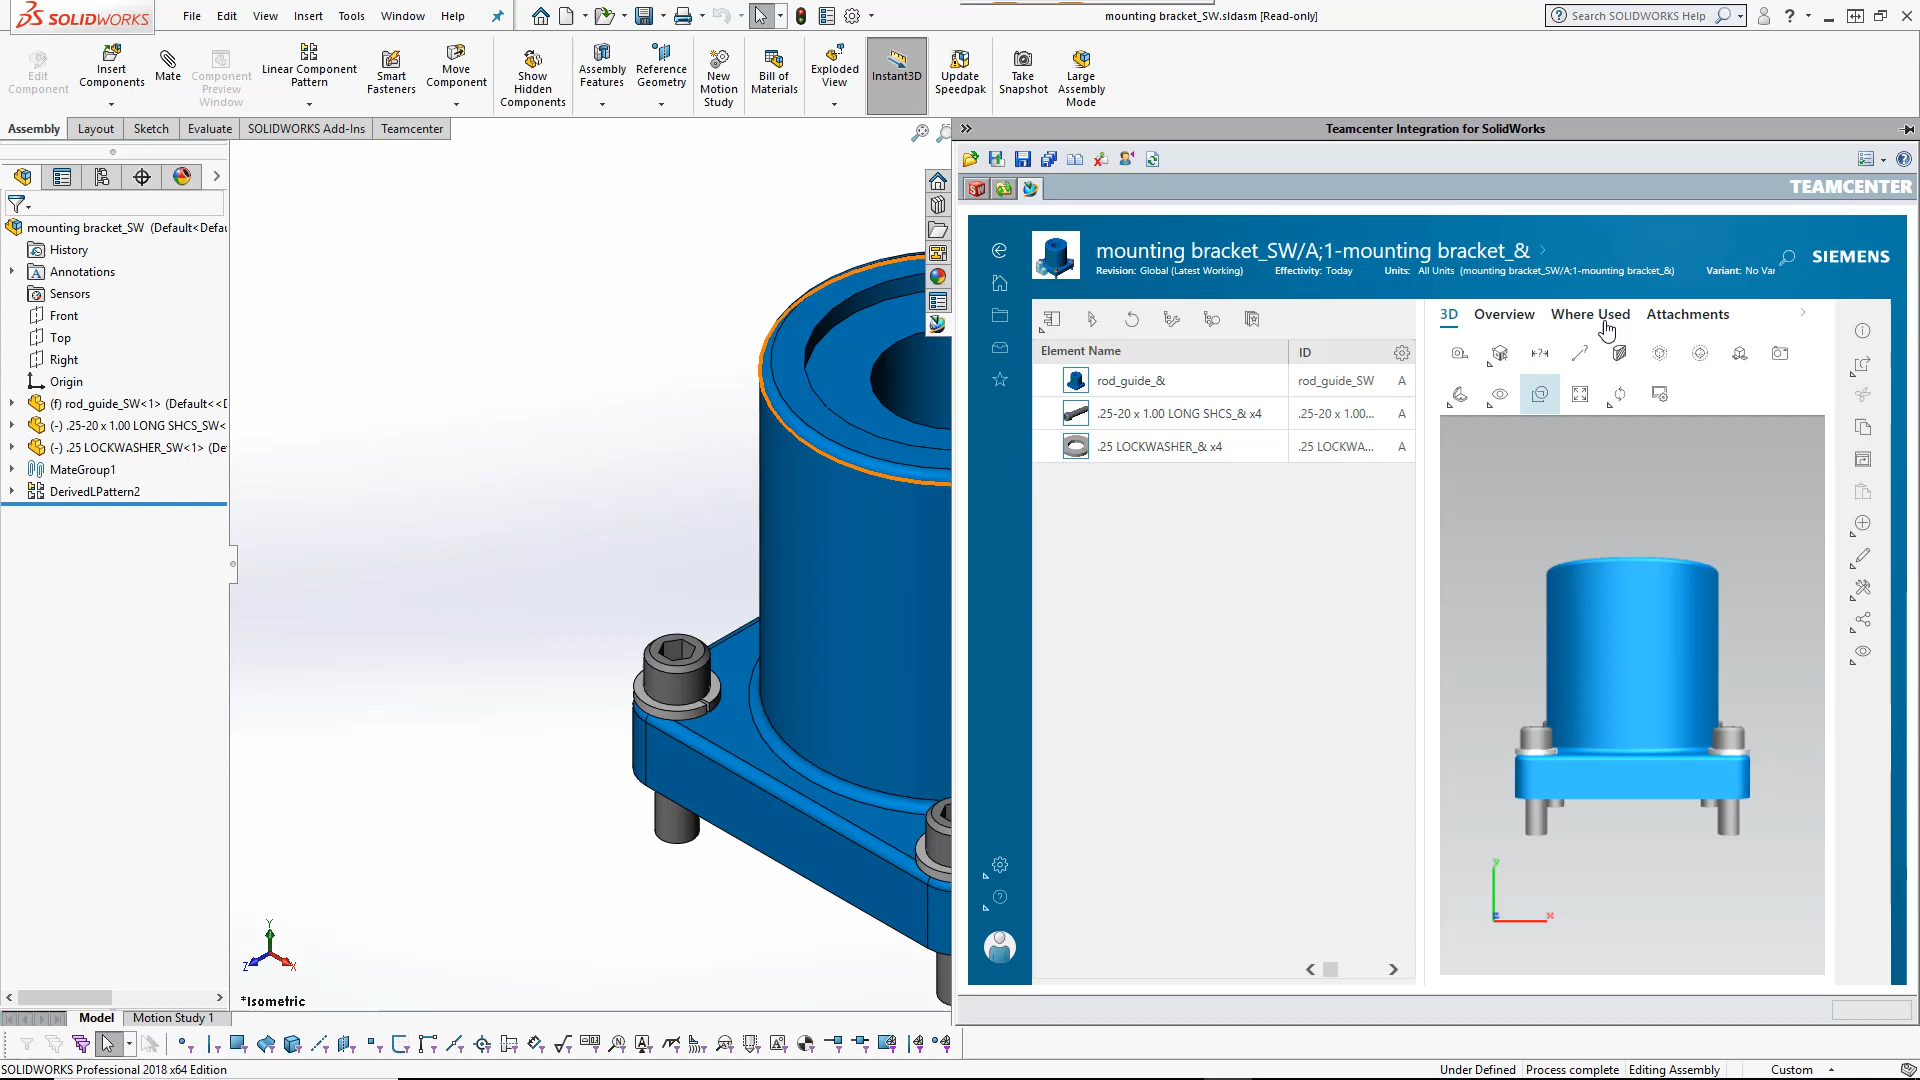 SOLIDWORKS
File Edit View Insert Tools Window Help
mounting bracket_SW.sldasm [Read-only]
Search SOLIDWORKS Help
Edit Component
Insert Components
Mate
Component Preview Window
Linear Component Pattern
Smart Fasteners
Move Component
Show Hidden Components
Assembly Features
Reference Geometry
New Motion Study
Bill of Materials
Exploded View
Instant3D
Update Speedpak
Take Snapshot
Large Assembly Mode
Assembly Layout Sketch Evaluate SOLIDWORKS Add-Ins Teamcenter
Teamcenter Integration for SolidWorks
TEAMCENTER
mounting bracket_SW (Default<Defau
History
Annotations
Sensors
Front
Top
Right
Origin
(f) rod_guide_SW<1> (Default<<D
(-) .25-20 x 1.00 LONG SHCS_SW<
(-) .25 LOCKWASHER_SW<1> (De
MateGroup1
DerivedLPattern2
mounting bracket_SW/A;1-mounting bracket_&
Revision: Global (Latest Working) Effectivity: Today Units: All Units (mounting bracket_SW/A;1-mounting bracket_&) Variant: No Var
SIEMENS
3D Overview Where Used Attachments
Element Name ID
rod_guide_& rod_guide_SW A
.25-20 x 1.00 LONG SHCS_& x4 .25-20 x 1.00... A
.25 LOCKWASHER_& x4 .25 LOCKWA... A
Y
Z X
*Isometric
y
z x
Model Motion Study 1
SOLIDWORKS Professional 2018 x64 Edition
Under Defined Process complete Editing Assembly Custom